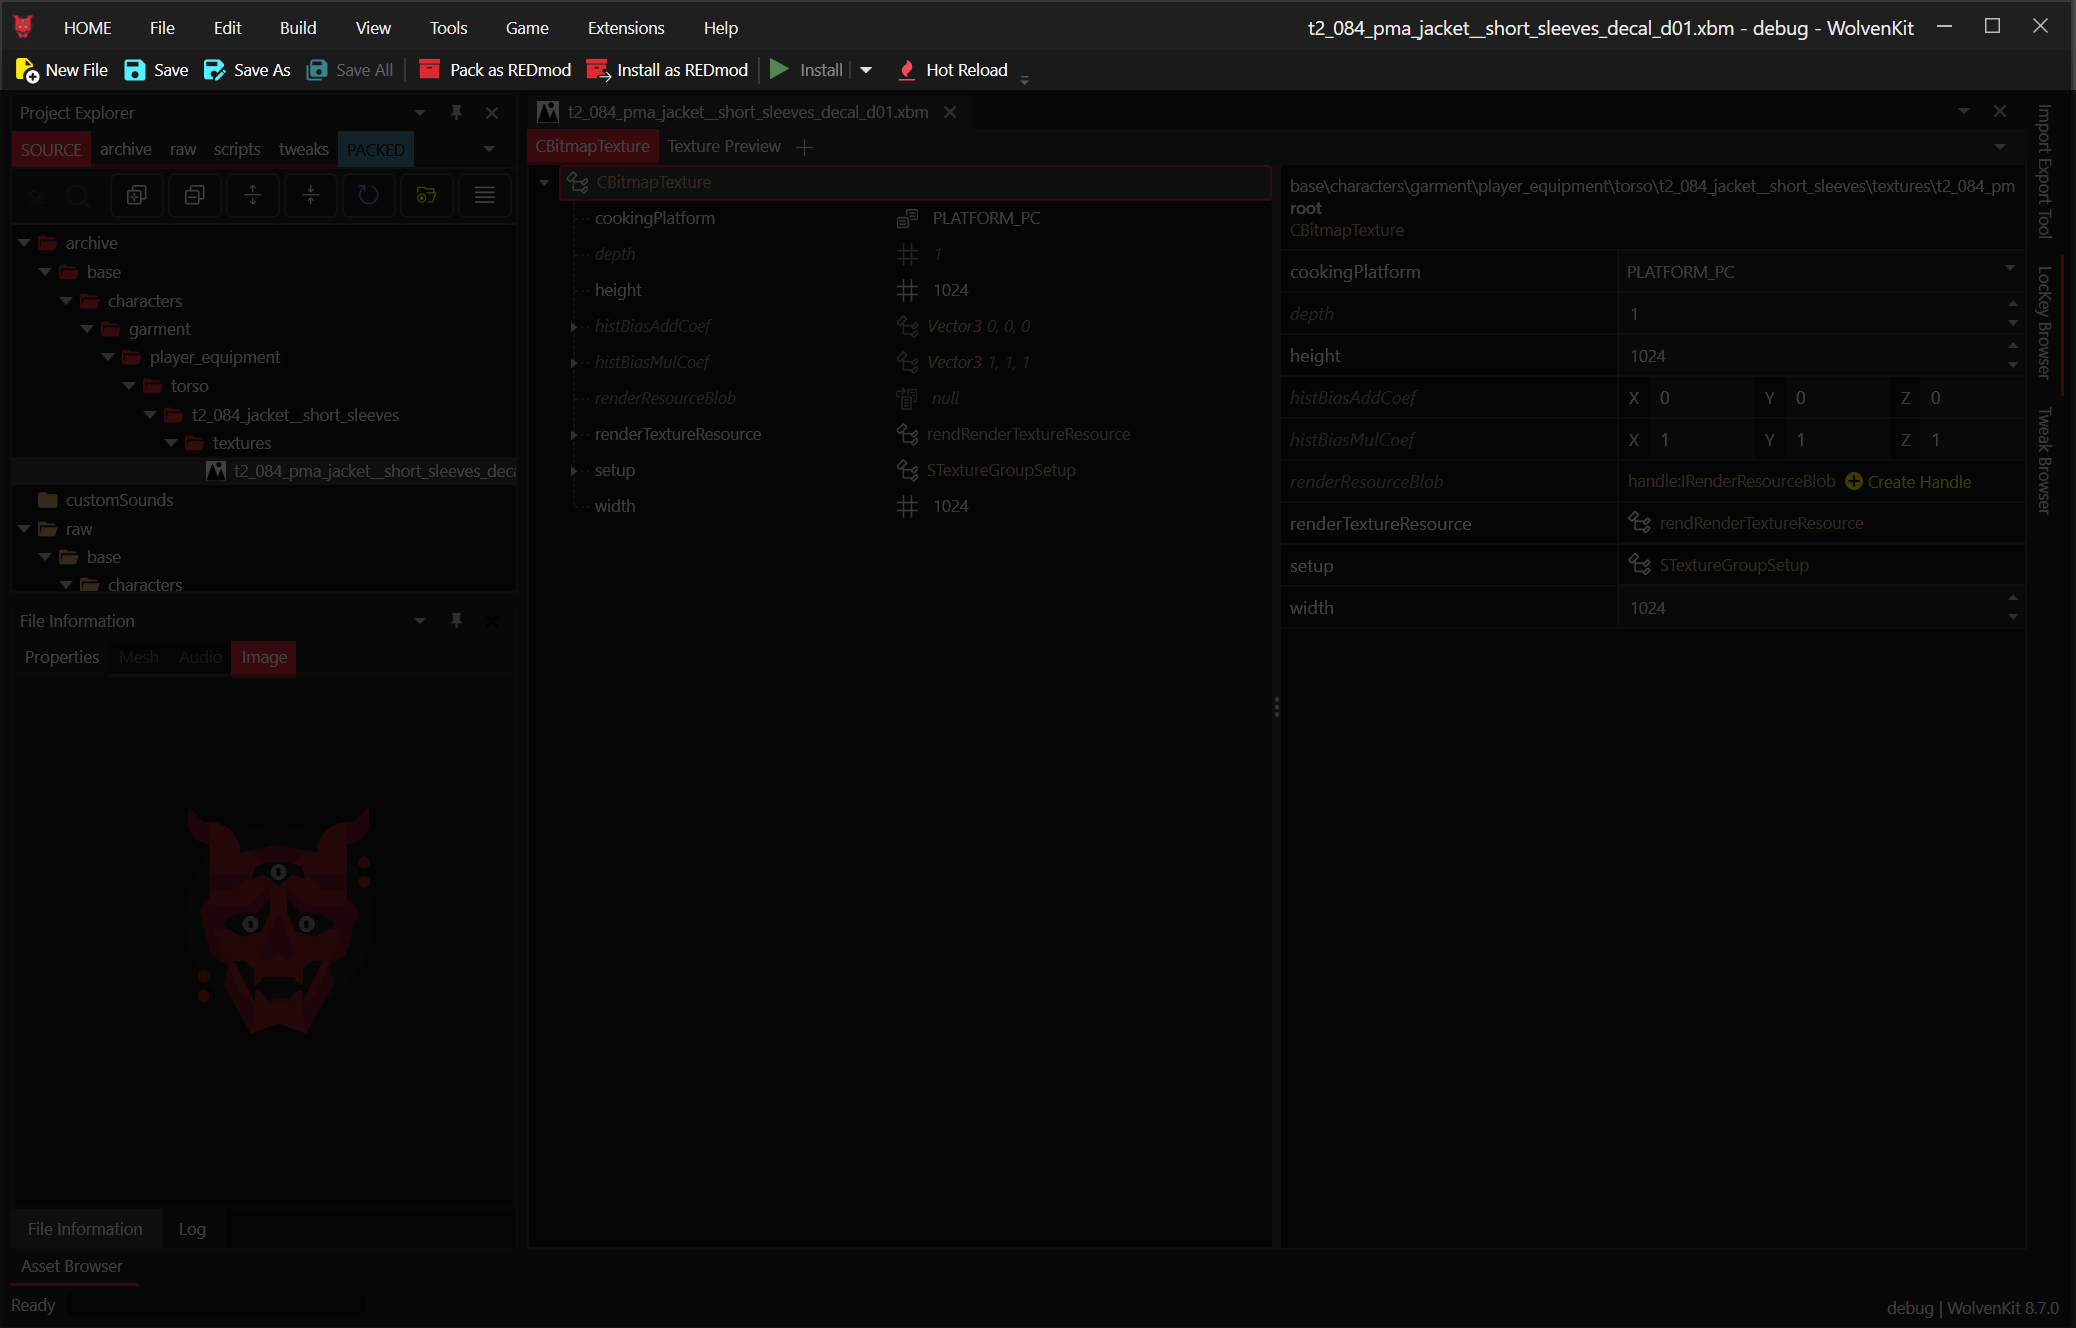 HOME File Edit Build View Tools Game Extensions Help t2_084_pma_jacket__short_sleeves_decal_d01.xbm - debug - WolvenKit
New File Save Save As Save All Pack as REDmod Install as REDmod Install Hot Reload
Project Explorer
SOURCE archive raw scripts tweaks PACKED
Se
archive
base
characters
garment
player_equipment
torso
t2_084_jacket__short_sleeves
textures
t2_084_pma_jacket__short_sleeves_deca
customSounds
raw
base
characters
File Information
Properties Mesh Audio Image
File Information Log
Asset Browser
Ready
t2_084_pma_jacket__short_sleeves_decal_d01.xbm
CBitmapTexture Texture Preview
CBitmapTexture
cookingPlatform PLATFORM_PC
depth 1
height 1024
histBiasAddCoef Vector3 0, 0, 0
histBiasMulCoef Vector3 1, 1, 1
renderResourceBlob null
renderTextureResource rendRenderTextureResource
setup STextureGroupSetup
width 1024
base\characters\garment\player_equipment\torso\t2_084_jacket__short_sleeves\textures\t2_084_pm
root
CBitmapTexture
cookingPlatform PLATFORM_PC
depth 1
height 1024
histBiasAddCoef X 0 Y 0 Z 0
histBiasMulCoef X 1 Y 1 Z 1
renderResourceBlob handle:IRenderResourceBlob Create Handle
renderTextureResource rendRenderTextureResource
setup STextureGroupSetup
width 1024
Import Export Tool
LocKey Browser
Tweak Browser
debug | WolvenKit 8.7.0